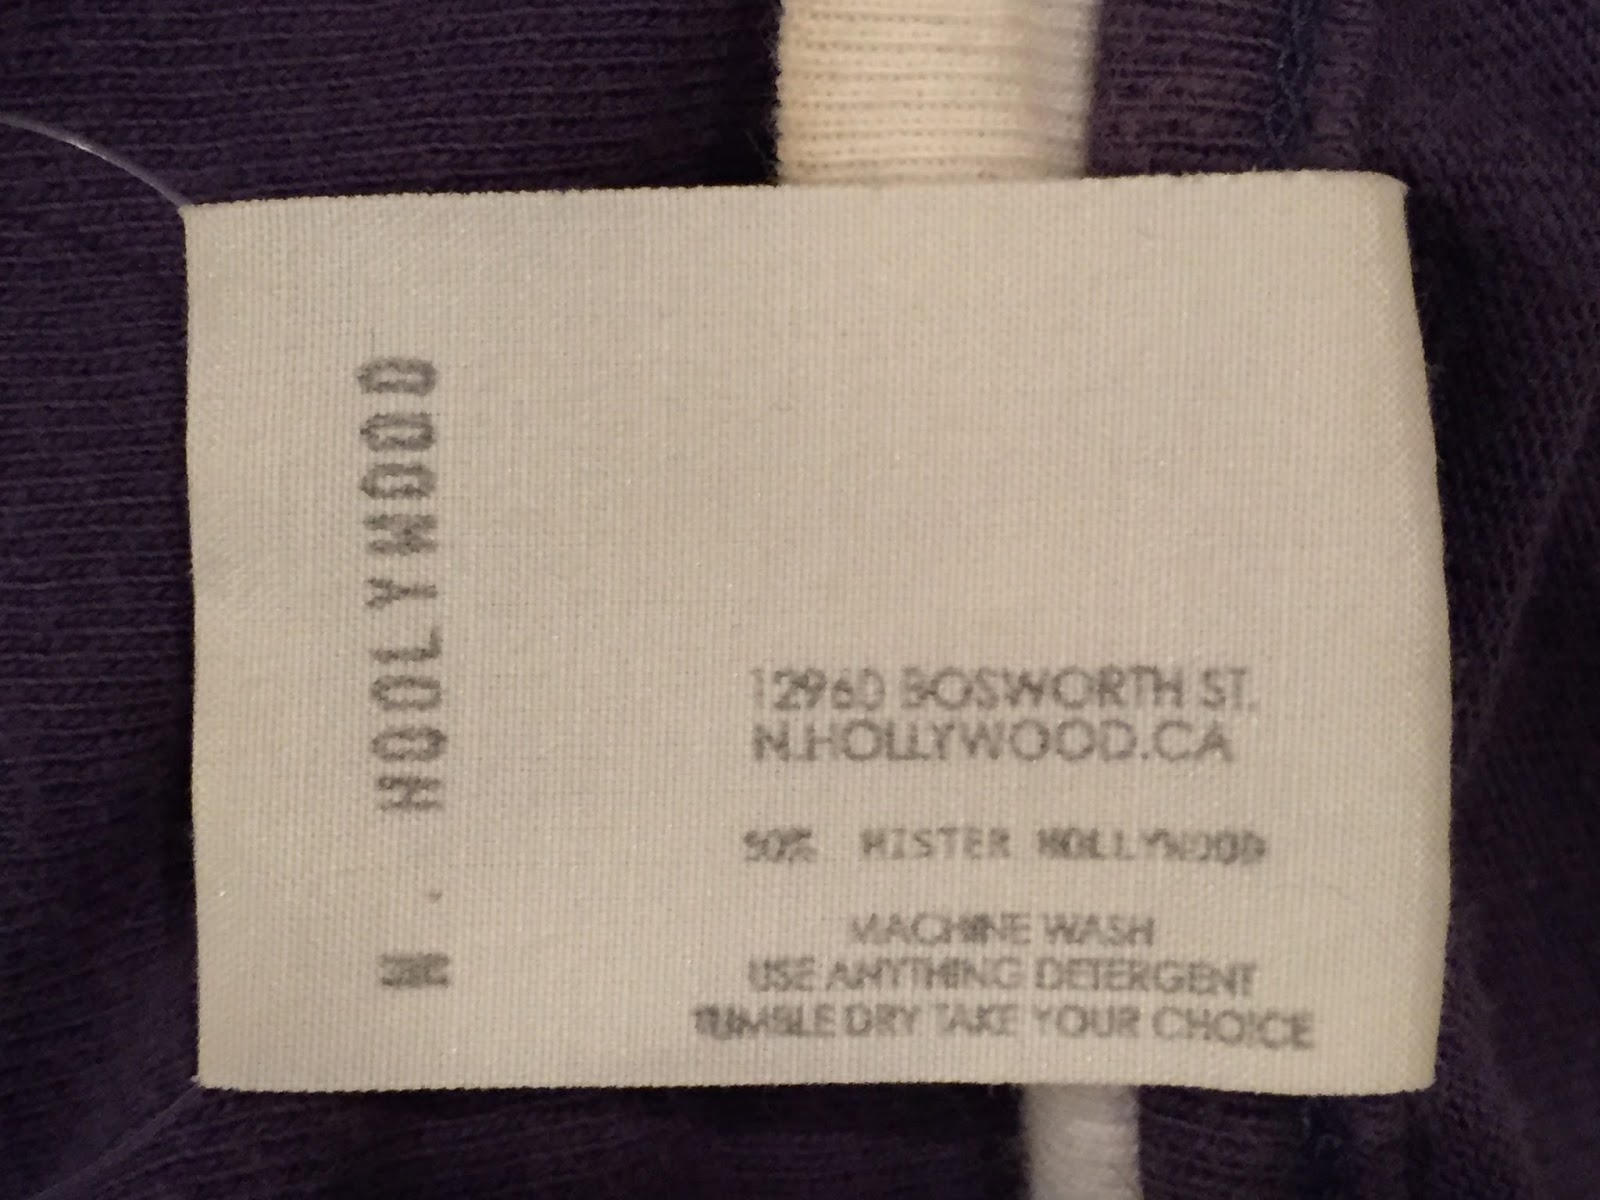 N. HOOLYWOOD
12960 BOSWORTH ST.
N.HOLLYWOOD.CA
50% MISTER HOLLYWOOD
MACHINE WASH
USE ANYTHING DETERGENT
TUMBLE DRY TAKE YOUR CHOICE